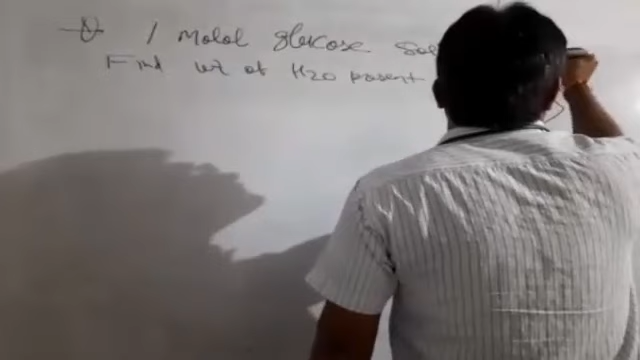 1 Molal glucose Sol
Find wt of H2O present